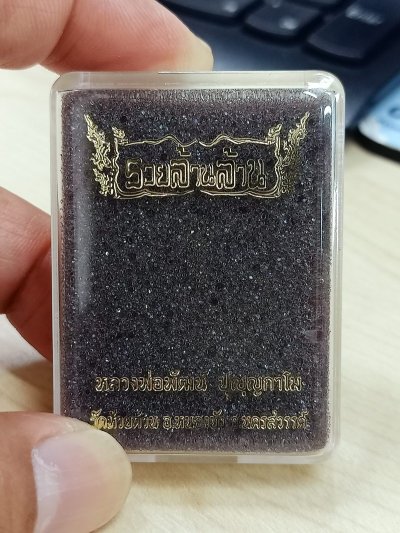 รวยล้านล้าน
หลวงพ่อพัฒน์ ปุญฺญกาโม
วัดห้วยด้วน อ.หนองบัว จ.นครสวรรค์